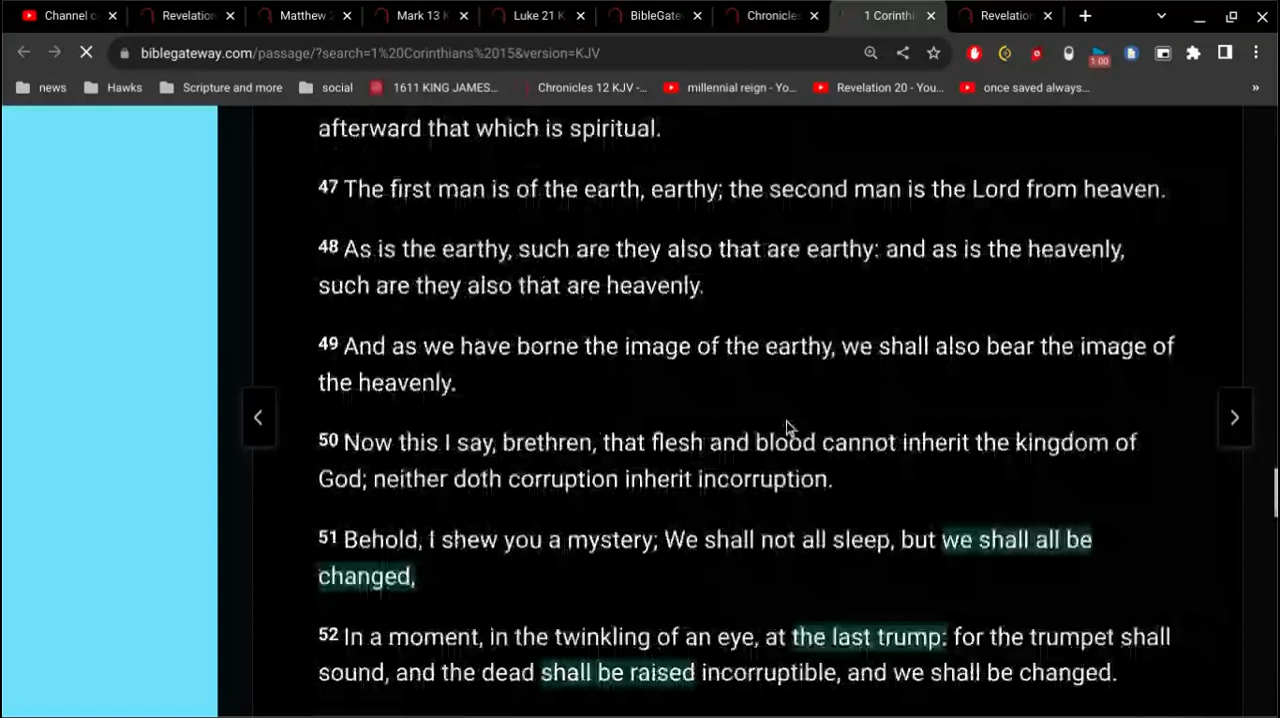 Channel c
Revelation
Matthew 2
Mark 13 K
Luke 21 K
BibleGate
Chronicles
1 Corinthi
Revelation
biblegateway.com/passage/?search=1%20Corinthians%2015&version=KJV
1.00
news
Hawks
Scripture and more
social
1611 KING JAMES...
Chronicles 12 KJV -...
millennial reign - Yo...
Revelation 20 - You...
once saved always...
»
afterward that which is spiritual.
47 The first man is of the earth, earthy; the second man is the Lord from heaven.
48 As is the earthy, such are they also that are earthy: and as is the heavenly,
such are they also that are heavenly.
49 And as we have borne the image of the earthy, we shall also bear the image of
the heavenly.
50 Now this I say, brethren, that flesh and blood cannot inherit the kingdom of
God; neither doth corruption inherit incorruption.
51 Behold, I shew you a mystery; We shall not all sleep, but we shall all be
changed,
52 In a moment, in the twinkling of an eye, at the last trump: for the trumpet shall
sound, and the dead shall be raised incorruptible, and we shall be changed.